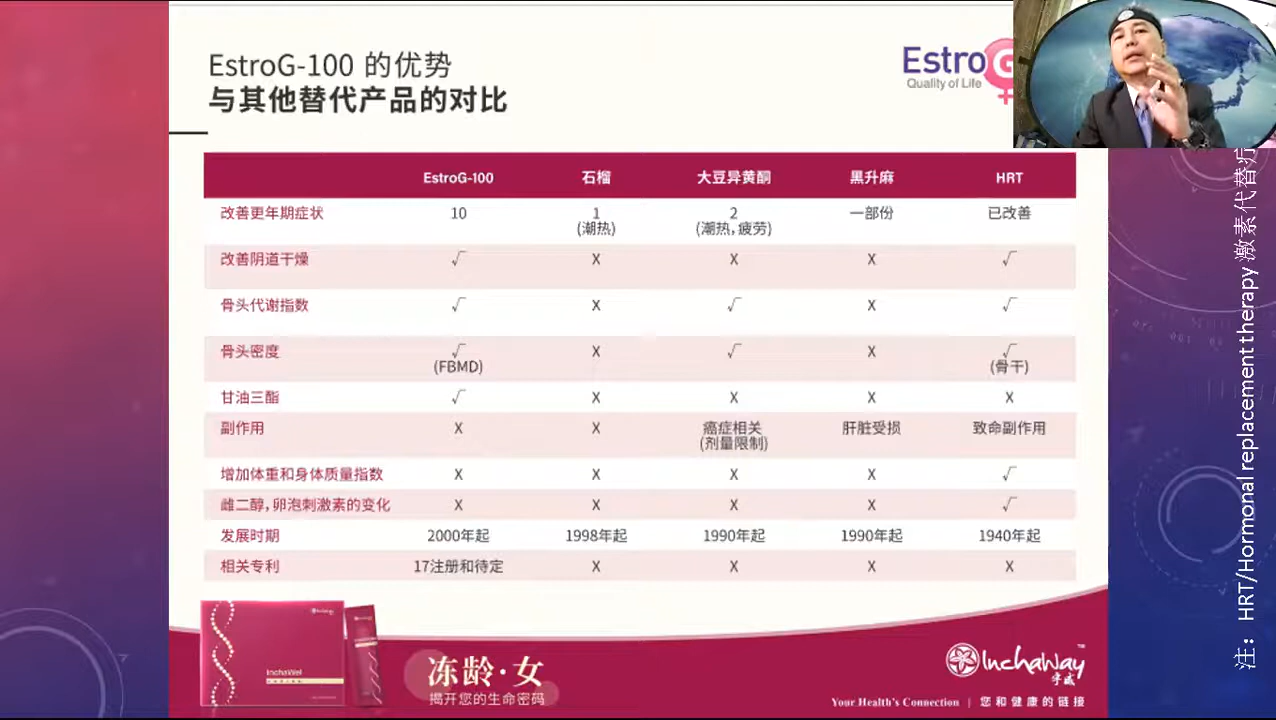 EstroG-100 的优势
与其他替代产品的对比
EstroG
Quality of Life
EstroG-100 石榴 大豆异黄酮 黑升麻 HRT
改善更年期症状 10 1 2 一部份 已改善
(潮热) (潮热,疲劳)
改善阴道干燥 √ X X X √
骨头代谢指数 √ X √ X √
骨头密度 √ X √ X √
(FBMD) (骨干)
甘油三酯 √ X X X X
副作用 X X 癌症相关 肝脏受损 致命副作用
(剂量限制)
增加体重和身体质量指数 X X X X √
雌二醇,卵泡刺激素的变化 X X X X √
发展时期 2000年起 1998年起 1990年起 1990年起 1940年起
相关专利 17注册和待定 X X X X
InchaWel
冻龄·女
揭开您的生命密码
InchaWay™
宇威
Your Health's Connection | 您和健康的链接
注: HRT/Hormonal replacement therapy 激素代替疗